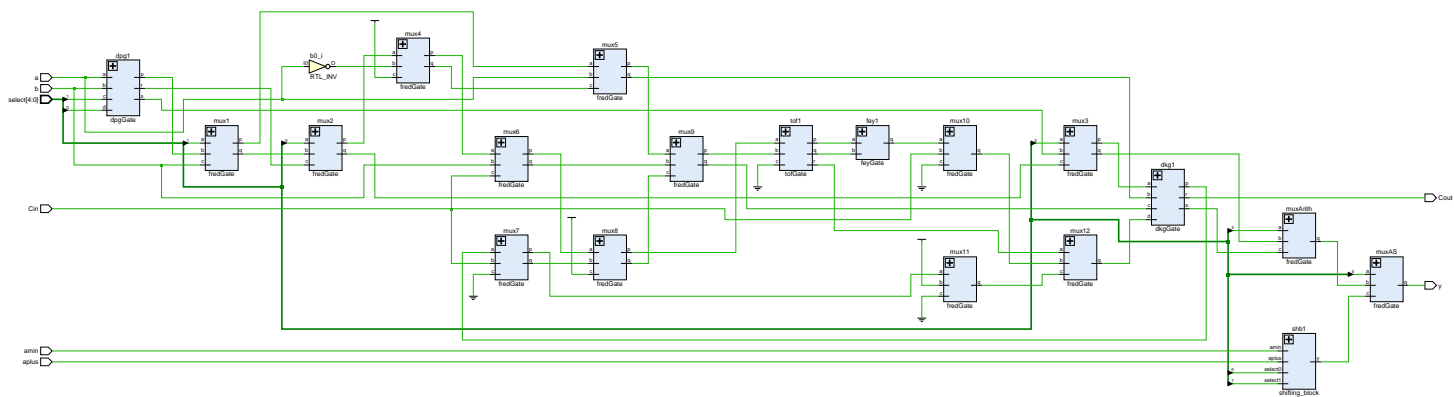 mux4
b0_i
I0 O
RTL_INV
a p
b q
c
fredGate
mux5
a p
b q
c
fredGate
dpg1
a p
b r
c s
d
dpgGate
a
b
select[4:0]
mux1
a p
b q
c
fredGate
mux2
a p
b q
c
fredGate
mux6
a p
b q
c
fredGate
mux9
a p
b q
c
fredGate
tof1
a p
b q
c r
tofGate
fey1
a q
b
feyGate
mux10
a
b q
c
fredGate
mux3
a p
b q
c
fredGate
dkg1
a p
b r
c s
d
dkgGate
Cout
Cin
mux7
a p
b q
c
fredGate
mux8
a p
b q
c
fredGate
mux11
a
b q
c
fredGate
mux12
a
b q
c
fredGate
muxArith
a
b q
c
fredGate
muxAS
a
b q
c
fredGate
y
shb1
amin
aplus y
select0
select1
shifting_block
amin
aplus